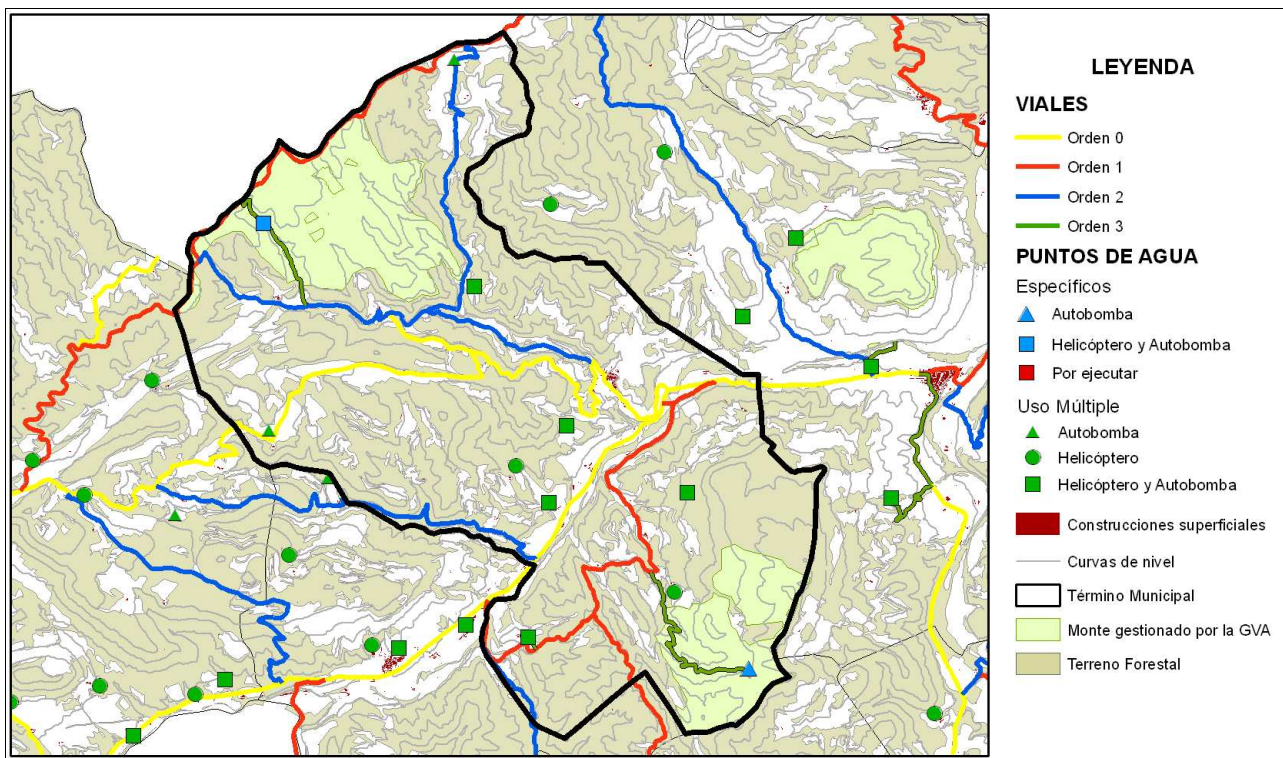 LEYENDA
VIALES
Orden 0
Orden 1
Orden 2
Orden 3
PUNTOS DE AGUA
Específicos
Autobomba
Helicóptero y Autobomba
Por ejecutar
Uso Múltiple
Autobomba
Helicóptero
Helicóptero y Autobomba
Construcciones superficiales
Curvas de nivel
Término Municipal
Monte gestionado por la GVA
Terreno Forestal